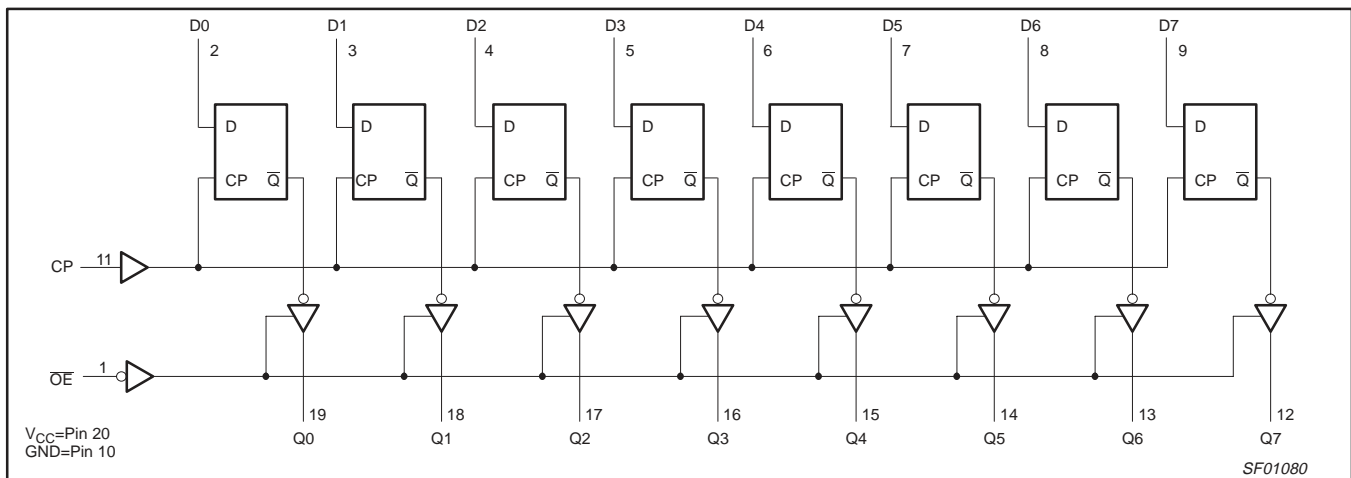 D0 D1 D2 D3 D4 D5 D6 D7
2 3 4 5 6 7 8 9
D D D D D D D D
CP Q̅ CP Q̅ CP Q̅ CP Q̅ CP Q̅ CP Q̅ CP Q̅ CP Q̅
CP 11
O̅E̅ 1
19 18 17 16 15 14 13 12
Q0 Q1 Q2 Q3 Q4 Q5 Q6 Q7
VCC=Pin 20
GND=Pin 10
SF01080